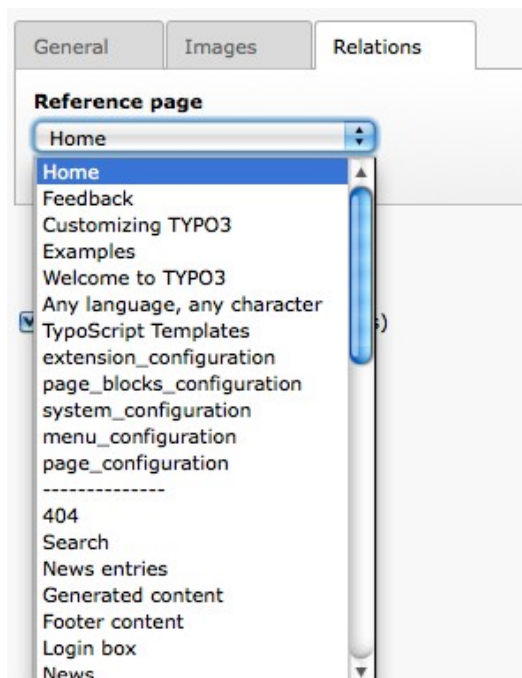 General Images Relations
Reference page
Home
Home
Feedback
Customizing TYPO3
Examples
Welcome to TYPO3
Any language, any character
TypoScript Templates
s)
extension_configuration
page_blocks_configuration
system_configuration
menu_configuration
page_configuration
--------------
404
Search
News entries
Generated content
Footer content
Login box
News